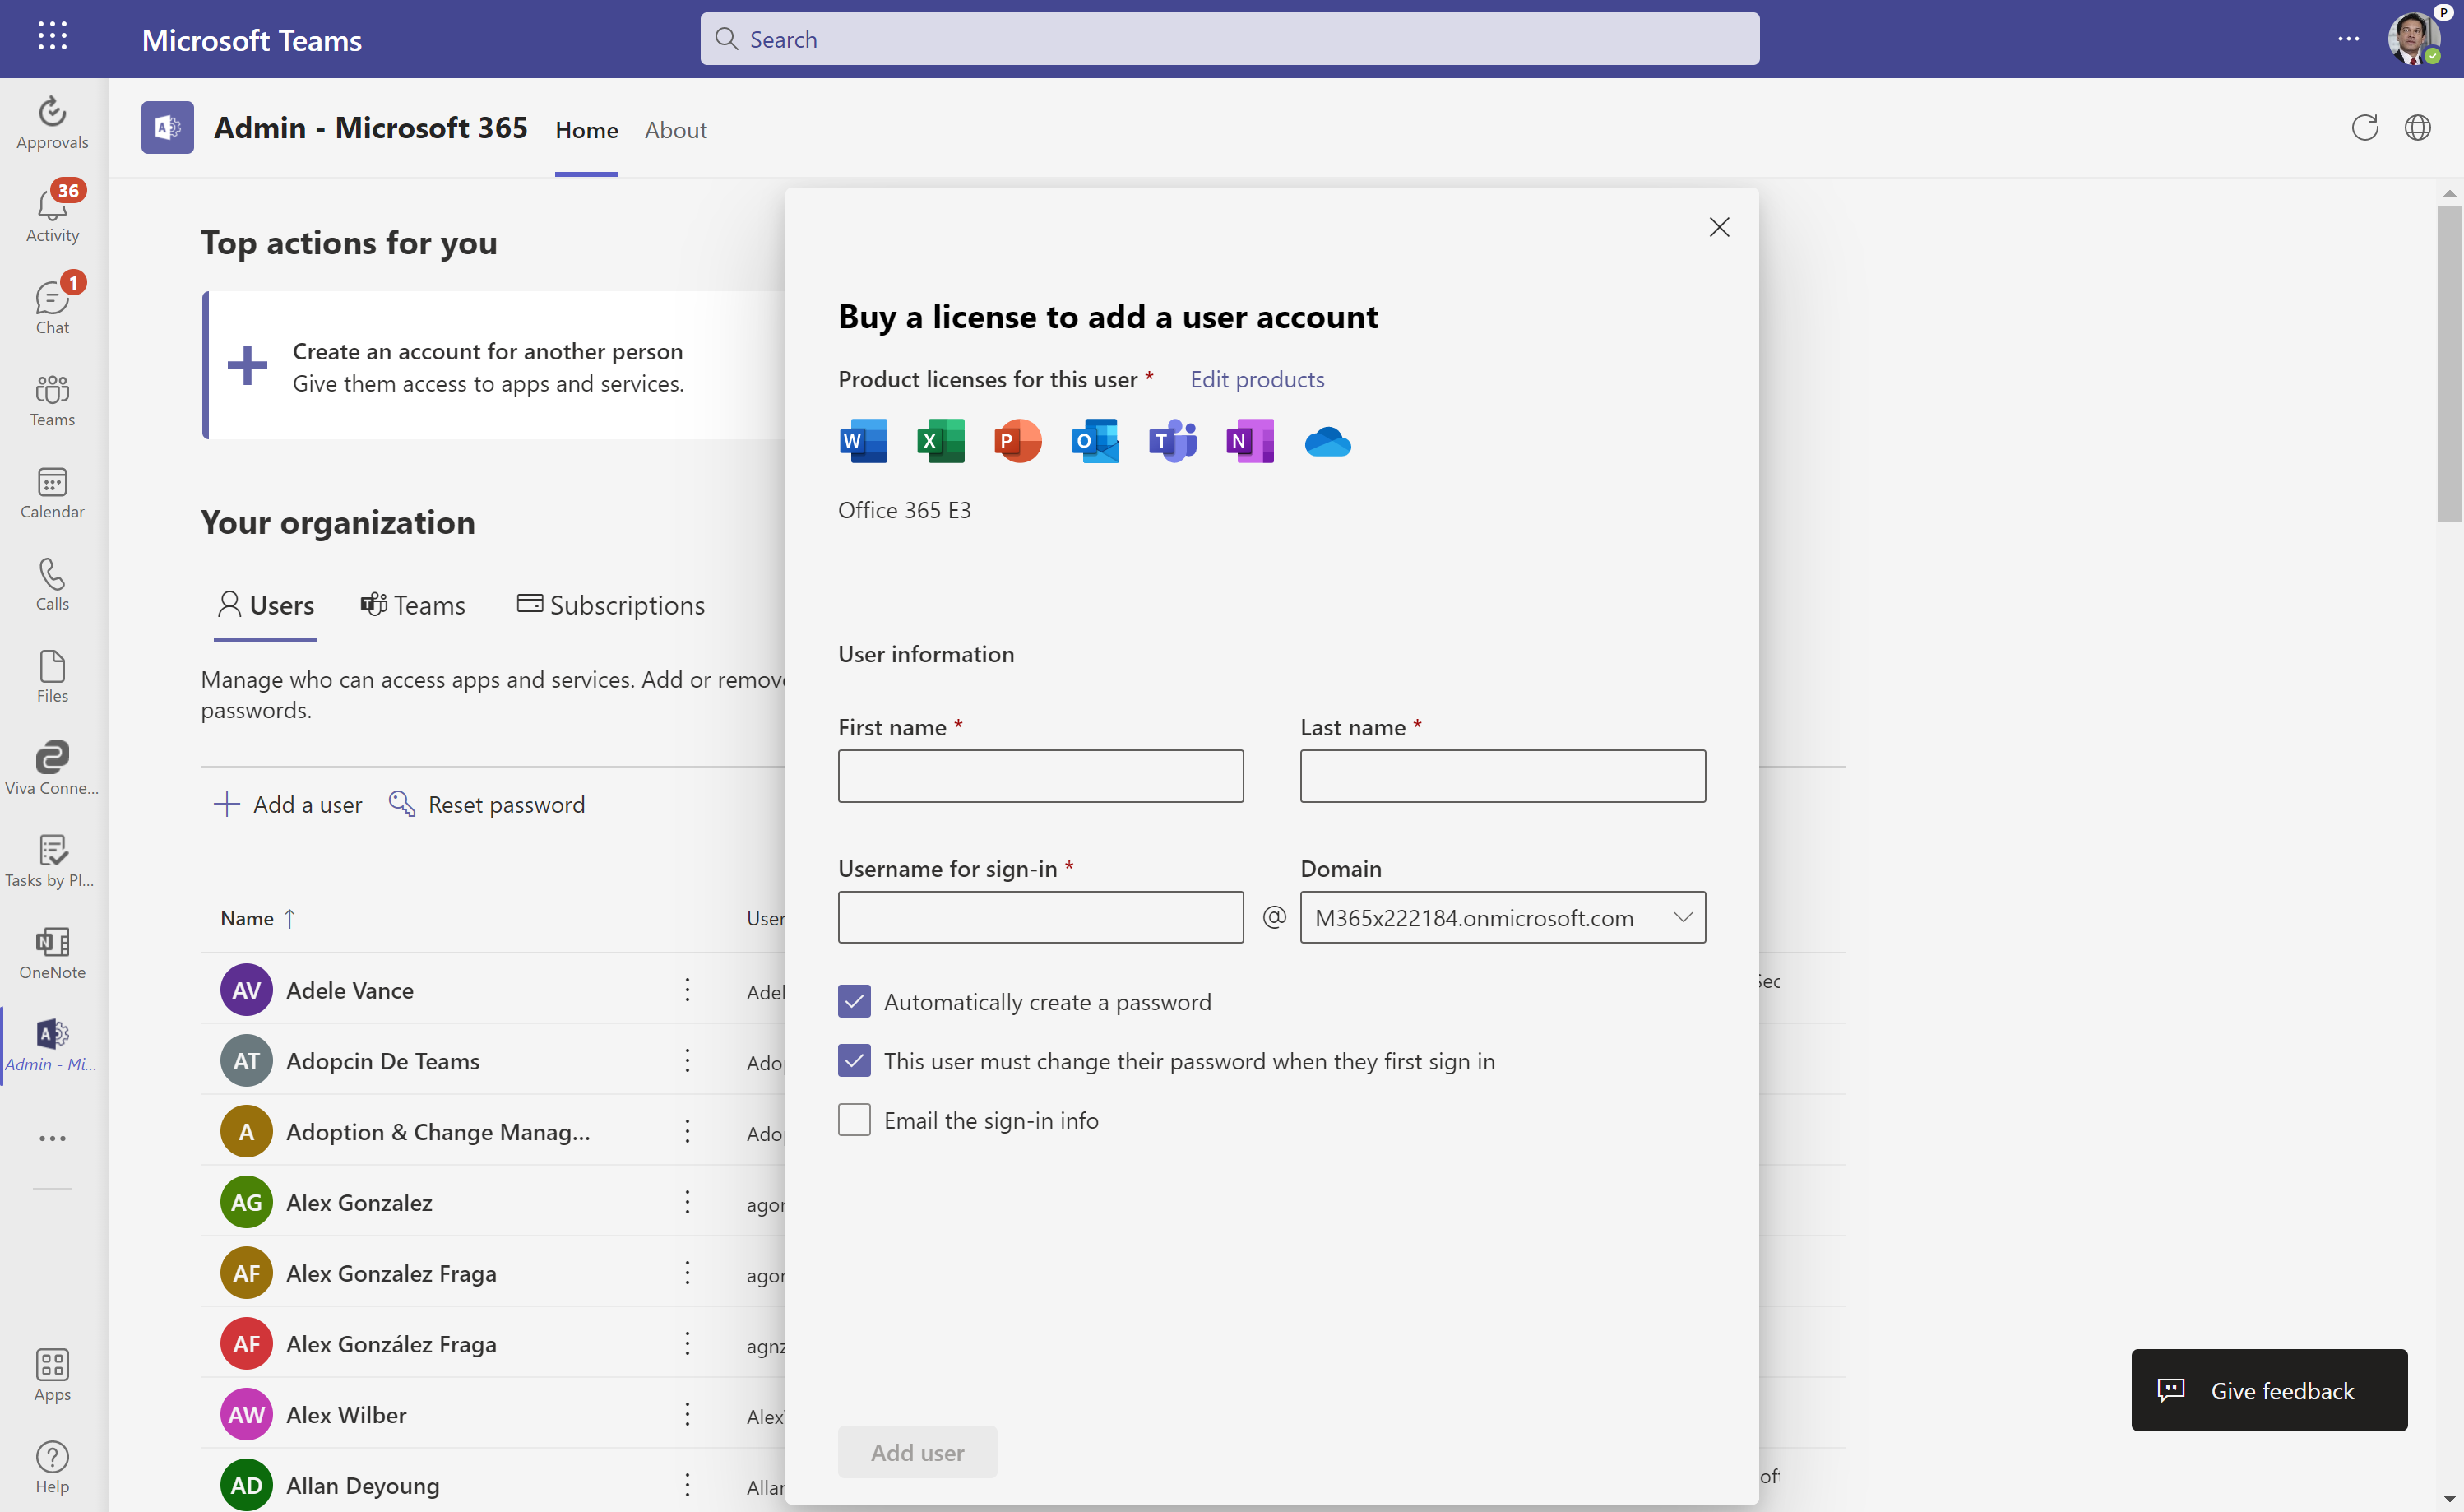 Microsoft Teams
Search
P
Approvals
36
Activity
1
Chat
Teams
Calendar
Calls
Files
Viva Conne...
Tasks by Pl...
OneNote
Admin - Mi...
Apps
Help
Admin - Microsoft 365
Home
About
Top actions for you
Create an account for another person
Give them access to apps and services.
Your organization
Users
Teams
Subscriptions
Manage who can access apps and services. Add or remove
passwords.
Add a user
Reset password
Name ↑
User
AV Adele Vance Adel
AT Adopcin De Teams Ado
A Adoption & Change Manag... Ado
AG Alex Gonzalez agor
AF Alex Gonzalez Fraga agor
AF Alex González Fraga agnz
AW Alex Wilber Alex
AD Allan Deyoung Allar
Buy a license to add a user account
Product licenses for this user * Edit products
W X P O T N
Office 365 E3
User information
First name * Last name *
Username for sign-in * Domain
@ M365x222184.onmicrosoft.com
Automatically create a password
This user must change their password when they first sign in
Email the sign-in info
Add user
Give feedback